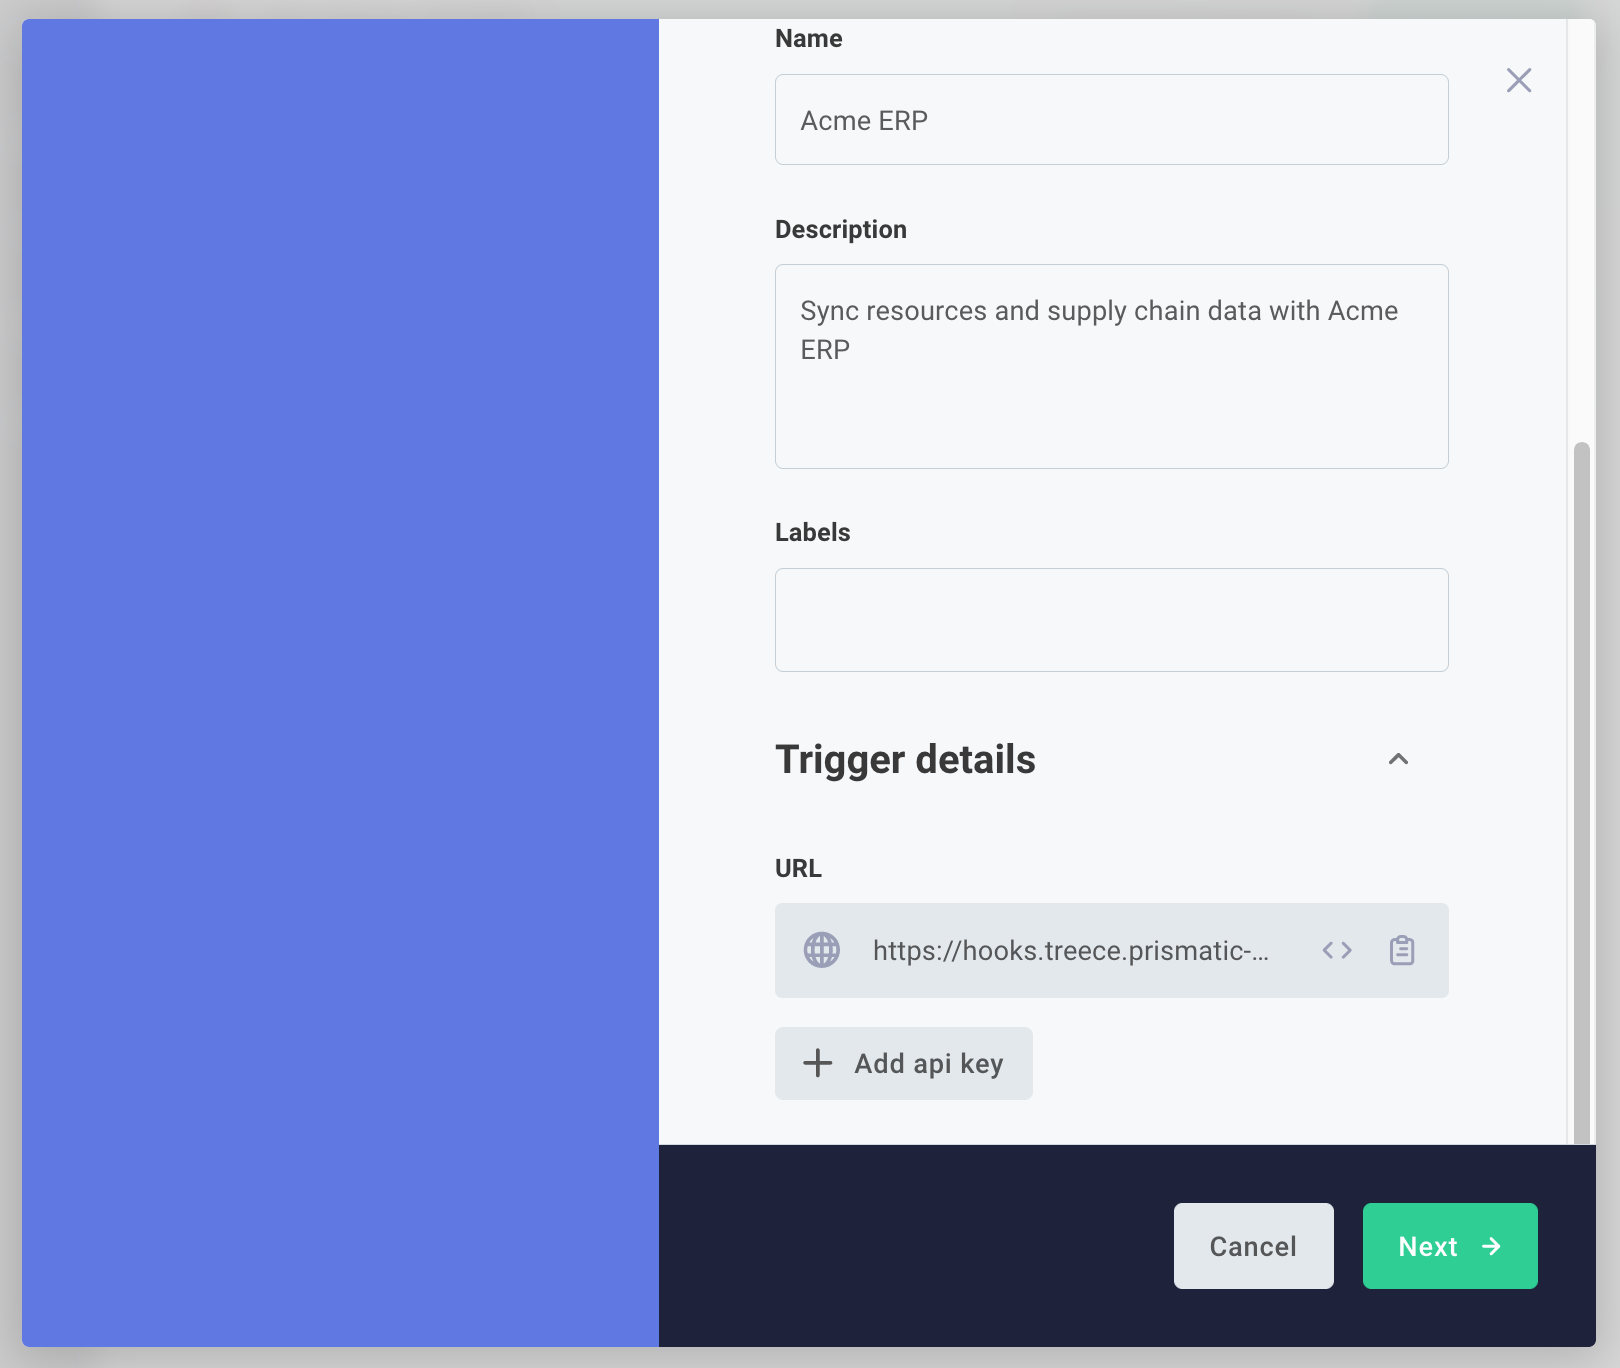 Name
Acme ERP
Description
Sync resources and supply chain data with Acme
ERP
Labels
Trigger details
URL
https://hooks.treece.prismatic-...
Add api key
Cancel
Next